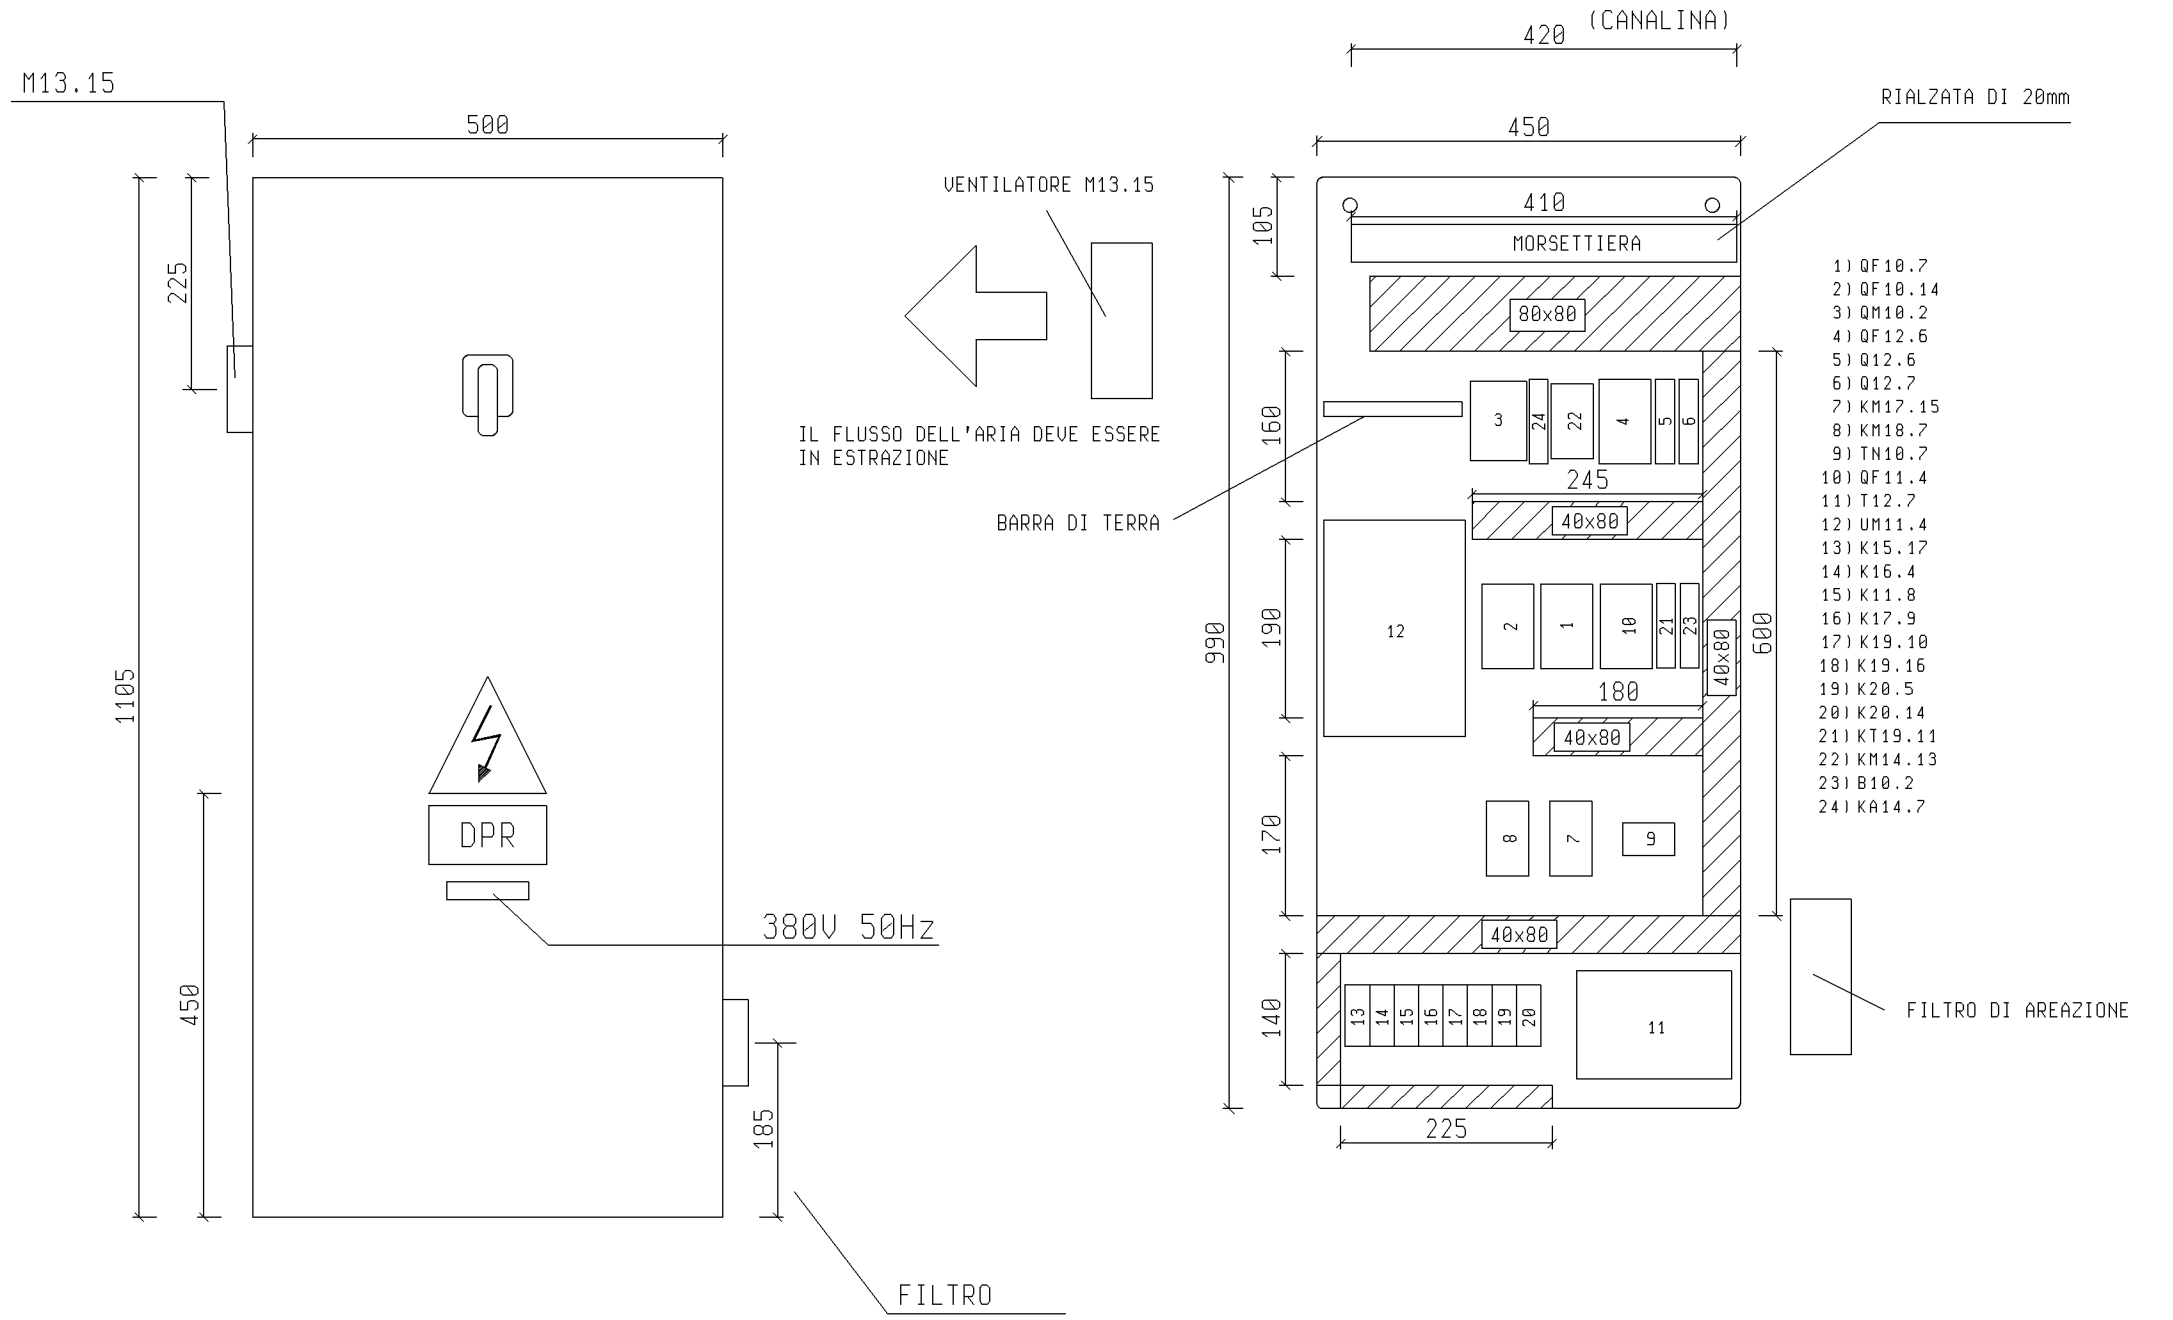 (CANALINA)
420
M13.15
RIALZATA DI 20mm
500
450
VENTILATORE M13.15
410
105
MORSETTIERA
225
80x80
IL FLUSSO DELL'ARIA DEVE ESSERE
IN ESTRAZIONE
160
3
24
22
4
5
6
245
BARRA DI TERRA
40x80
1105
990
190
12
2
1
10
21
23
40x80
600
180
40x80
DPR
170
8
7
9
380V 50Hz
40x80
450
140
13
14
15
16
17
18
19
20
11
FILTRO DI AREAZIONE
185
225
FILTRO
1) QF10.7
2) QF10.14
3) QM10.2
4) QF12.6
5) Q12.6
6) Q12.7
7) KM17.15
8) KM18.7
9) TN10.7
10) QF11.4
11) T12.7
12) UM11.4
13) K15.17
14) K16.4
15) K11.8
16) K17.9
17) K19.10
18) K19.16
19) K20.5
20) K20.14
21) KT19.11
22) KM14.13
23) B10.2
24) KA14.7